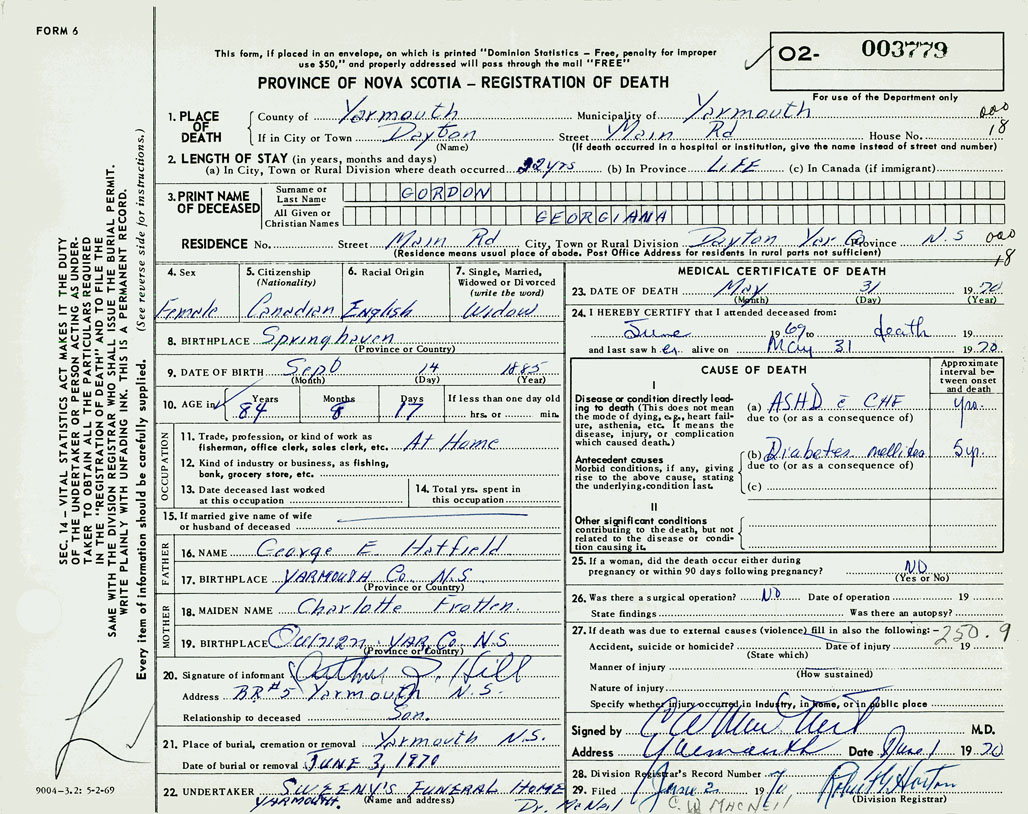 FORM 6
This form, if placed in an envelope, on which is printed "Dominion Statistics – Free, penalty for improper
use $50," and properly addressed will pass through the mail "FREE"
PROVINCE OF NOVA SCOTIA – REGISTRATION OF DEATH
02- 003779
For use of the Department only
1. PLACE OF DEATH
County of Yarmouth Municipality of Yarmouth
If in City or Town Dayton Street Main Rd House No.
(Name) (If death occurred in a hospital or institution, give the name instead of street and number)
000
18
2. LENGTH OF STAY (in years, months and days)
(a) In City, Town or Rural Division where death occurred 22 yrs (b) In Province LIFE (c) In Canada (if immigrant)
3. PRINT NAME OF DECEASED
Surname or Last Name GORDON
All Given or Christian Names GEORGIANA
RESIDENCE No. Street Main Rd City, Town or Rural Division Dayton Yar Co Province N.S
(Residence means usual place of abode. Post Office Address for residents in rural parts not sufficient)
000
18
4. Sex Female
5. Citizenship (Nationality) Canadian
6. Racial Origin English
7. Single, Married, Widowed or Divorced (write the word) Widow
8. BIRTHPLACE Springhaven
(Province or Country)
9. DATE OF BIRTH Sept 14 1885
(Month) (Day) (Year)
10. AGE in Years 84 Months 8 Days 17 If less than one day old
hrs. or min.
OCCUPATION
11. Trade, profession, or kind of work as fisherman, office clerk, sales clerk, etc. At Home
12. Kind of industry or business, as fishing, bank, grocery store, etc.
13. Date deceased last worked at this occupation
14. Total yrs. spent in this occupation
15. If married give name of wife or husband of deceased
FATHER
16. NAME George E Hatfield
17. BIRTHPLACE YARMOUTH Co. N.S
(Province or Country)
MOTHER
18. MAIDEN NAME Charlotte Frotten
19. BIRTHPLACE Quinan YAR. Co. N.S.
(Province or Country)
20. Signature of informant Arthur J. Hill
Address BR#5 Yarmouth N.S.
Relationship to deceased Son.
21. Place of burial, cremation or removal Yarmouth N.S.
Date of burial or removal JUNE 3, 1970
22. UNDERTAKER SWEENY'S FUNERAL HOME
YARMOUTH. (Name and address)
MEDICAL CERTIFICATE OF DEATH
23. DATE OF DEATH May 31 1970
(Month) (Day) (Year)
24. I HEREBY CERTIFY that I attended deceased from:
June 1969 to death 19
and last saw her alive on May 31 1970
CAUSE OF DEATH
Approximate interval between onset and death
I
Disease or condition directly leading to death (This does not mean the mode of dying, e.g., heart failure, asthenia, etc. It means the disease, injury, or complication which caused death.)
(a) ASHD c̄ CHF yrs.
due to (or as a consequence of)
Antecedent causes
Morbid conditions, if any, giving rise to the above cause, stating the underlying condition last.
(b) Diabetes mellitus 5yr.
due to (or as a consequence of)
(c)
II
Other significant conditions
contributing to the death, but not related to the disease or condition causing it.
25. If a woman, did the death occur either during
pregnancy or within 90 days following pregnancy? NO
(Yes or No)
26. Was there a surgical operation? NO Date of operation 19
State findings Was there an autopsy?
27. If death was due to external causes (violence) fill in also the following: – 250.9
Accident, suicide or homicide? Date of injury 19
(State which)
Manner of injury
(How sustained)
Nature of injury
Specify whether injury occurred in industry, in home, or in public place
Signed by C W MacNeil M.D.
Address Yarmouth Date June 1 1970
28. Division Registrar's Record Number
29. Filed June 2 1970 Robert G Horton
(Division Registrar)
Dr. McNeil C. W MACNEIL
SEC. 14 – VITAL STATISTICS ACT MAKES IT THE DUTY
OF THE UNDERTAKER OR PERSON ACTING AS UNDERTAKER
TO OBTAIN ALL THE PARTICULARS REQUIRED
IN THE "REGISTRATION OF DEATH" AND TO FILE THE
SAME WITH THE DIVISION REGISTRAR WHO SHALL ISSUE THE BURIAL PERMIT.
WRITE PLAINLY WITH UNFADING INK. THIS IS A PERMANENT RECORD.
Every item of information should be carefully supplied. (See reverse side for instructions.)
9004-3.2: 5-2-69